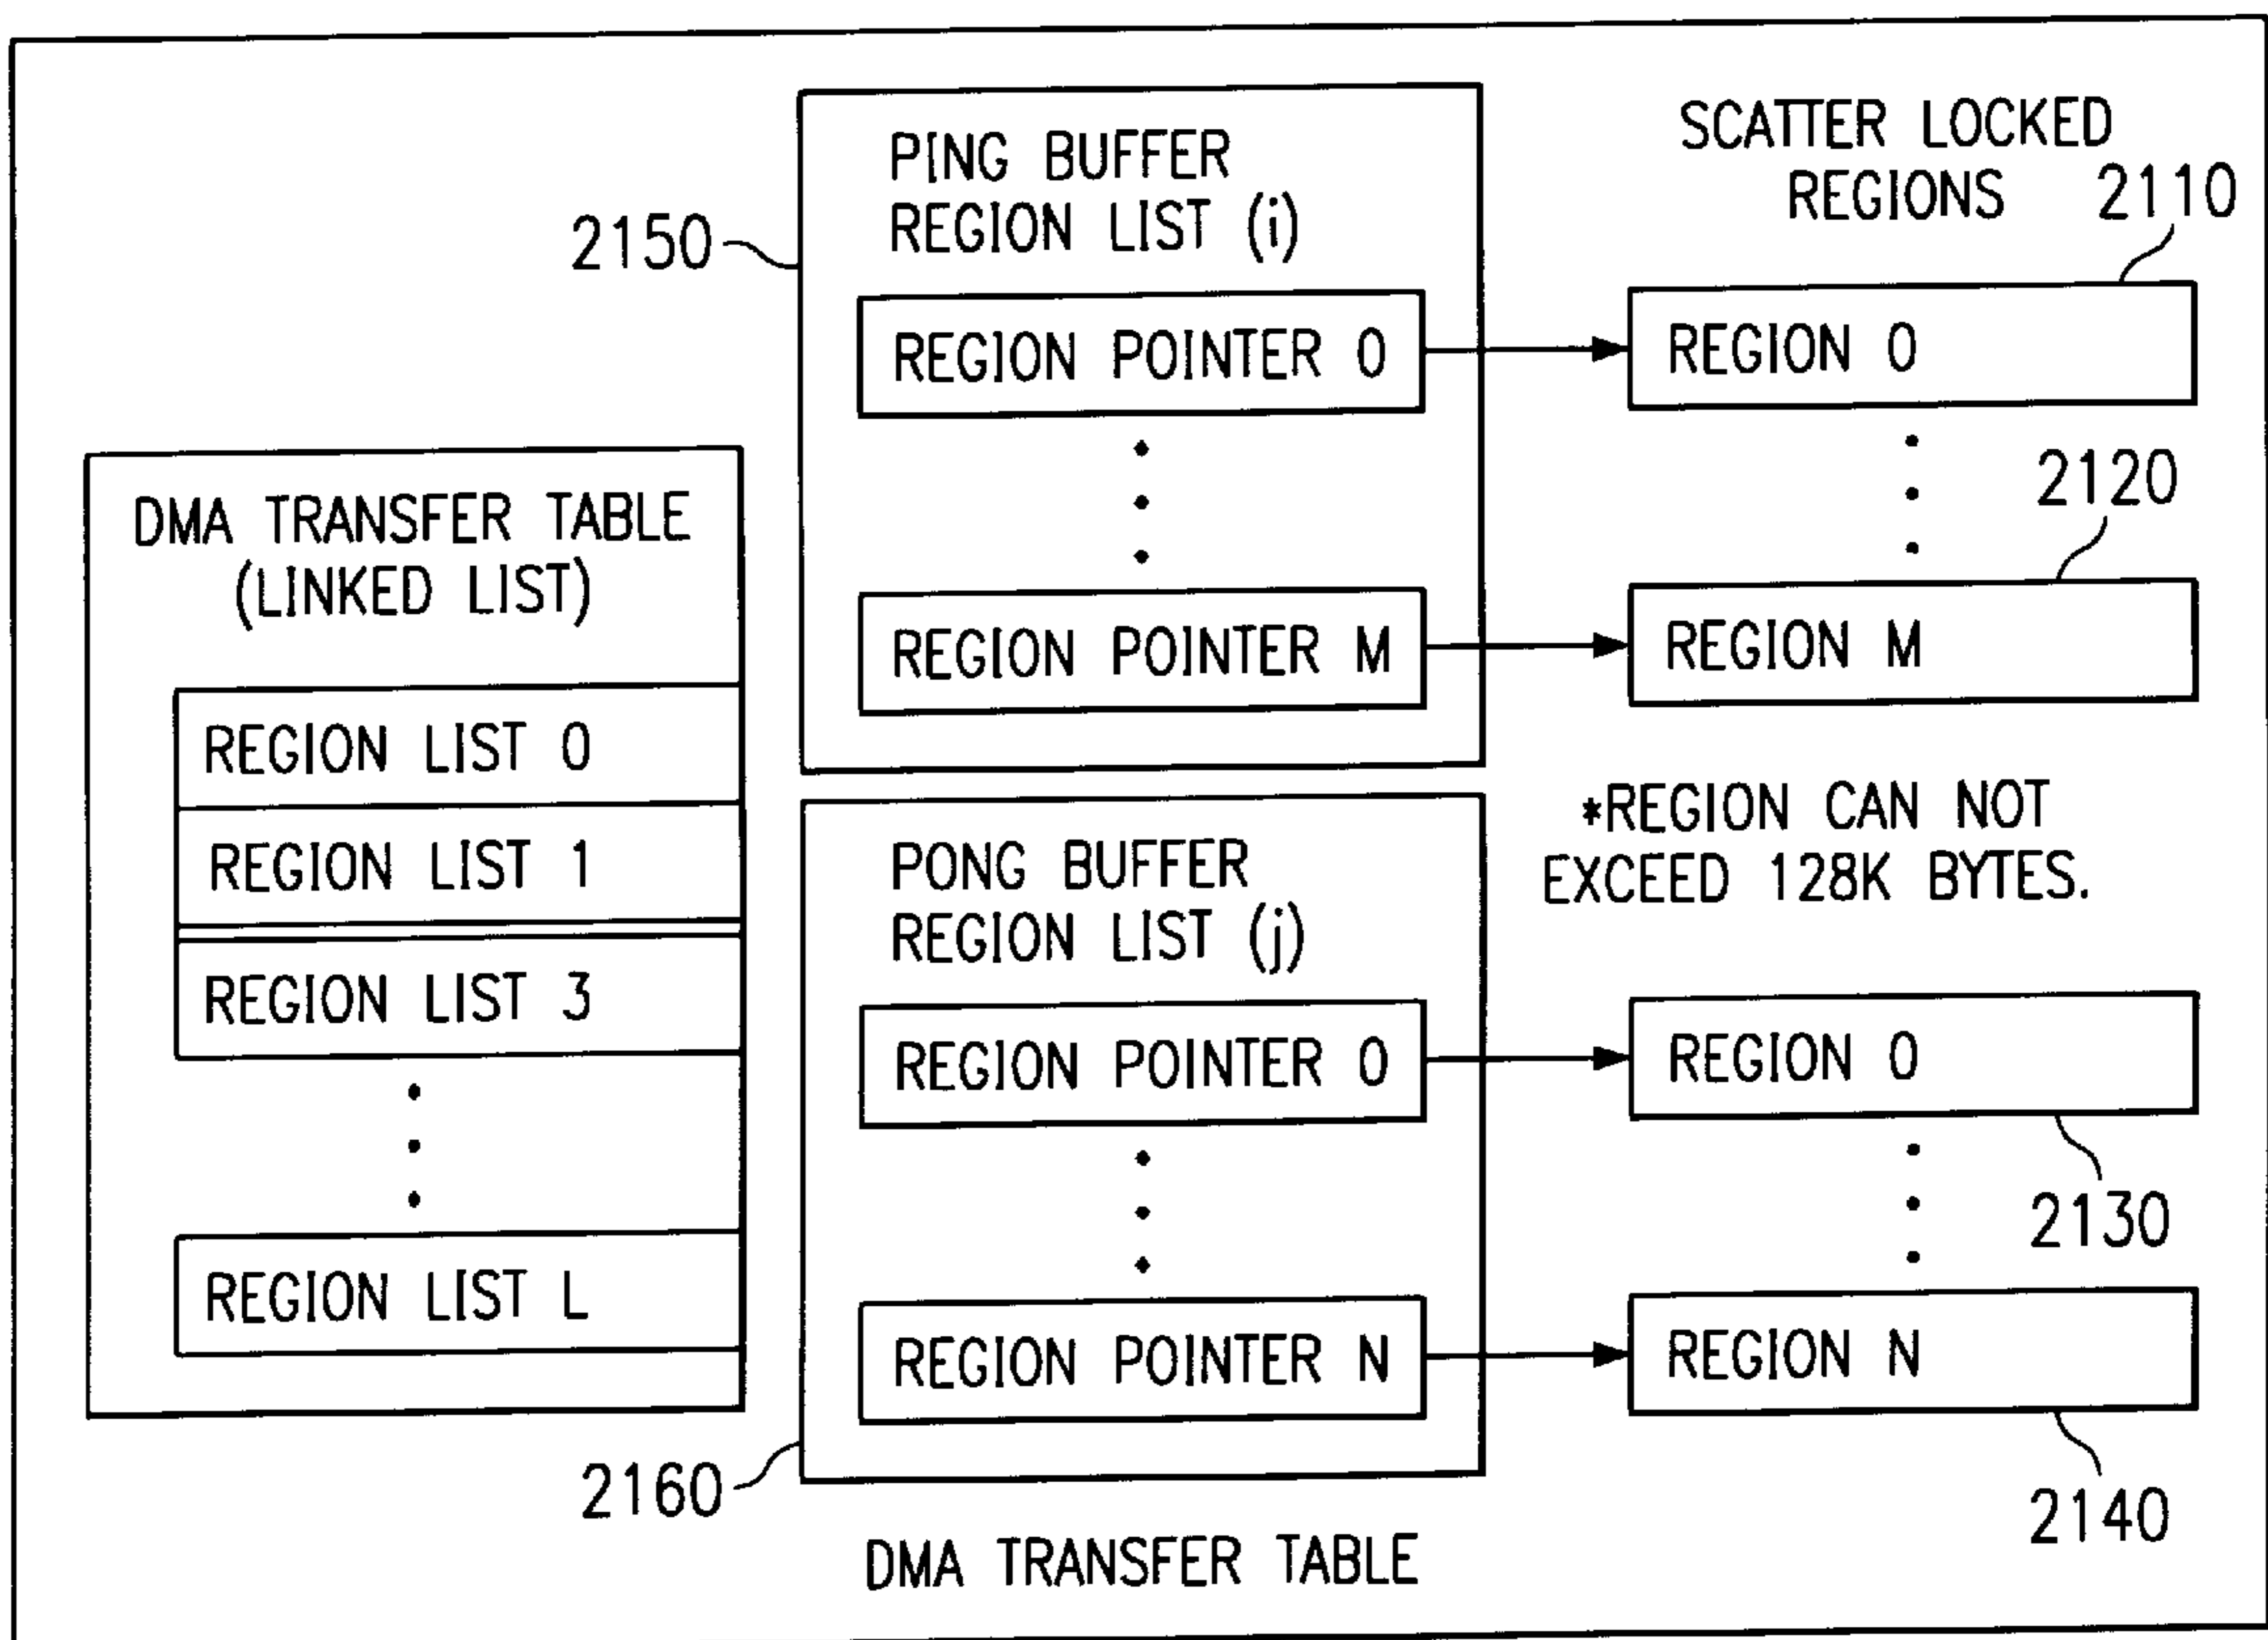 DMA TRANSFER TABLE
(LINKED LIST)
REGION LIST 0
REGION LIST 1
REGION LIST 3
REGION LIST L
2150
PING BUFFER
REGION LIST (i)
REGION POINTER 0
REGION POINTER M
SCATTER LOCKED
REGIONS
2110
REGION 0
2120
REGION M
*REGION CAN NOT
EXCEED 128K BYTES.
PONG BUFFER
REGION LIST (j)
REGION POINTER 0
REGION POINTER N
2160
REGION 0
2130
REGION N
2140
DMA TRANSFER TABLE